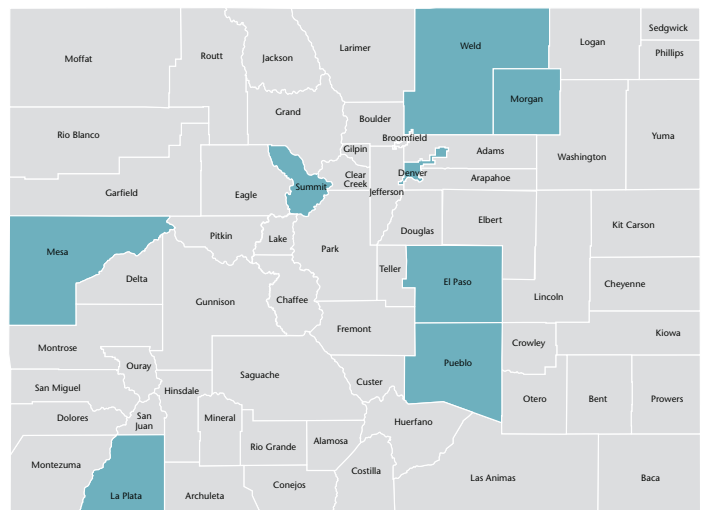 Moffat
Routt
Jackson
Larimer
Weld
Logan
Sedgwick
Phillips
Morgan
Grand
Boulder
Rio Blanco
Broomfield
Gilpin
Adams
Washington
Yuma
Garfield
Eagle
Summit
Clear
Creek
Denver
Arapahoe
Jefferson
Mesa
Pitkin
Lake
Park
Douglas
Elbert
Kit Carson
Delta
Gunnison
Chaffee
Teller
El Paso
Lincoln
Cheyenne
Montrose
Fremont
Crowley
Kiowa
Ouray
Saguache
Custer
Pueblo
San Miguel
Hinsdale
Otero
Bent
Prowers
Dolores
San
Juan
Mineral
Rio Grande
Alamosa
Huerfano
Montezuma
La Plata
Archuleta
Conejos
Costilla
Las Animas
Baca